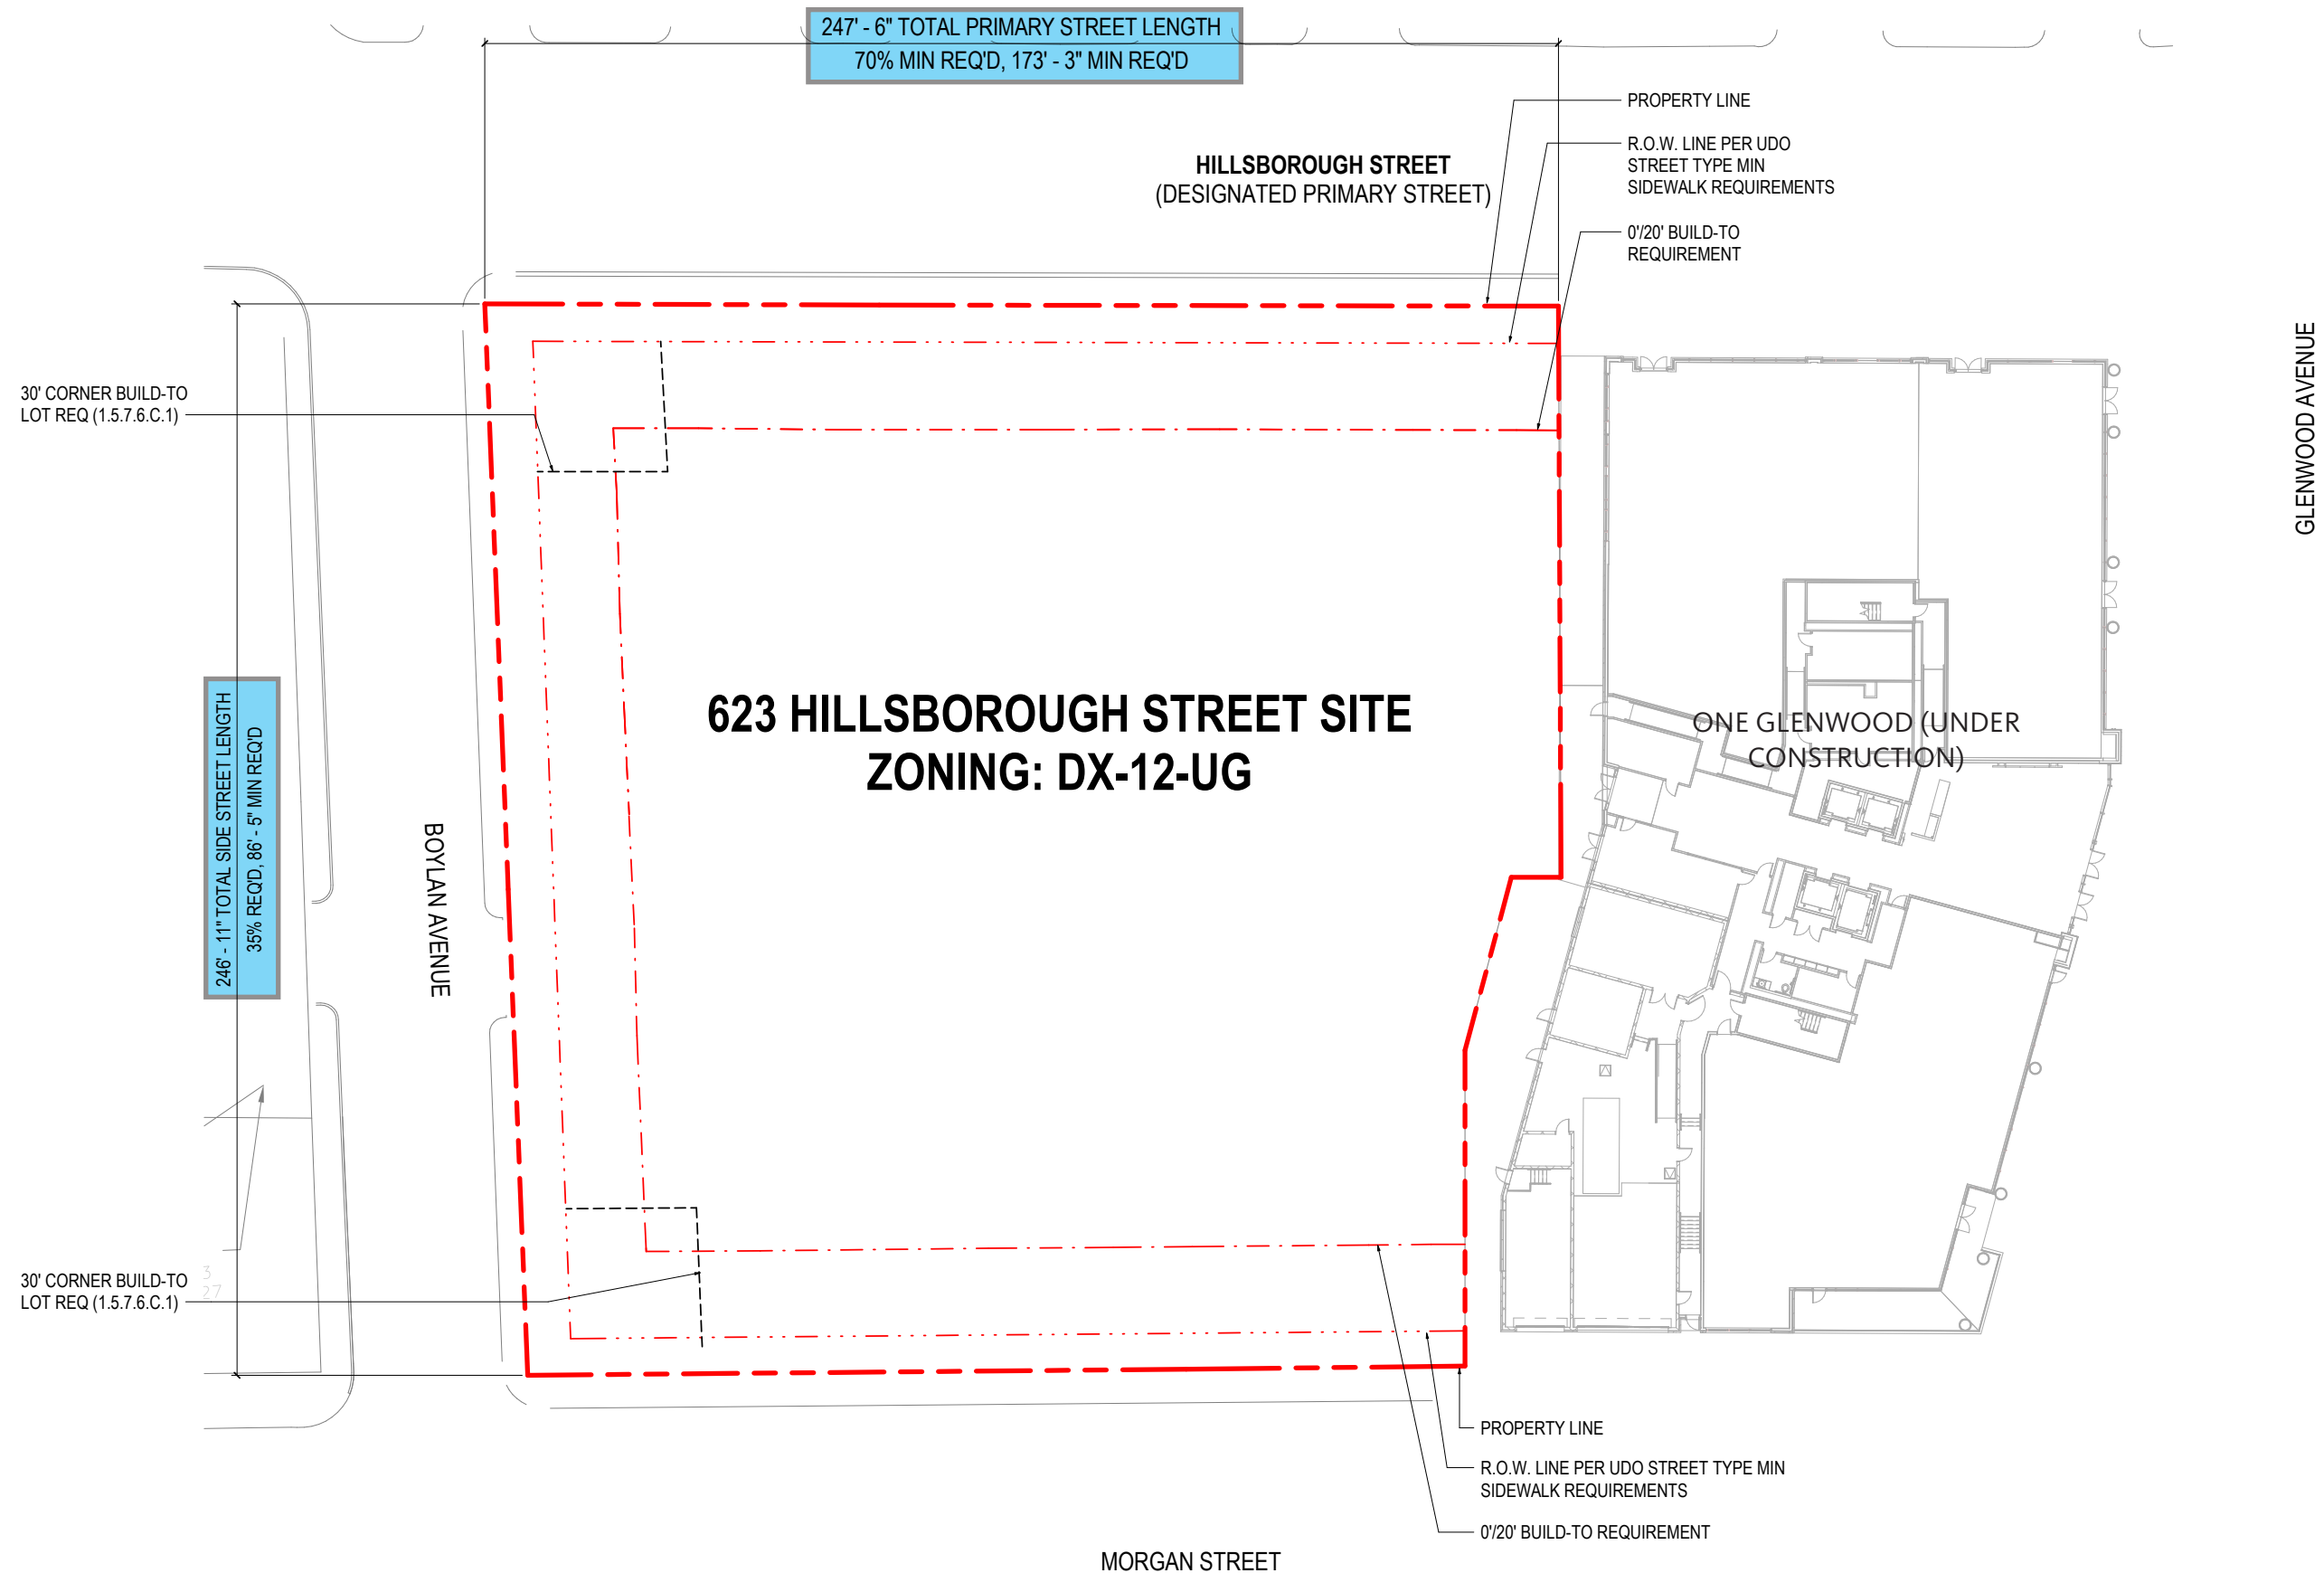 247' - 6" TOTAL PRIMARY STREET LENGTH
70% MIN REQ'D, 173' - 3" MIN REQ'D
PROPERTY LINE
R.O.W. LINE PER UDO
STREET TYPE MIN
SIDEWALK REQUIREMENTS
HILLSBOROUGH STREET
(DESIGNATED PRIMARY STREET)
0'/20' BUILD-TO
REQUIREMENT
GLENWOOD AVENUE
30' CORNER BUILD-TO
LOT REQ (1.5.7.6.C.1)
246' - 11" TOTAL SIDE STREET LENGTH
35% REQ'D, 86' - 5" MIN REQ'D
BOYLAN AVENUE
623 HILLSBOROUGH STREET SITE
ZONING: DX-12-UG
ONE GLENWOOD (UNDER
CONSTRUCTION)
30' CORNER BUILD-TO
LOT REQ (1.5.7.6.C.1)
3
27
PROPERTY LINE
R.O.W. LINE PER UDO STREET TYPE MIN
SIDEWALK REQUIREMENTS
0'/20' BUILD-TO REQUIREMENT
MORGAN STREET